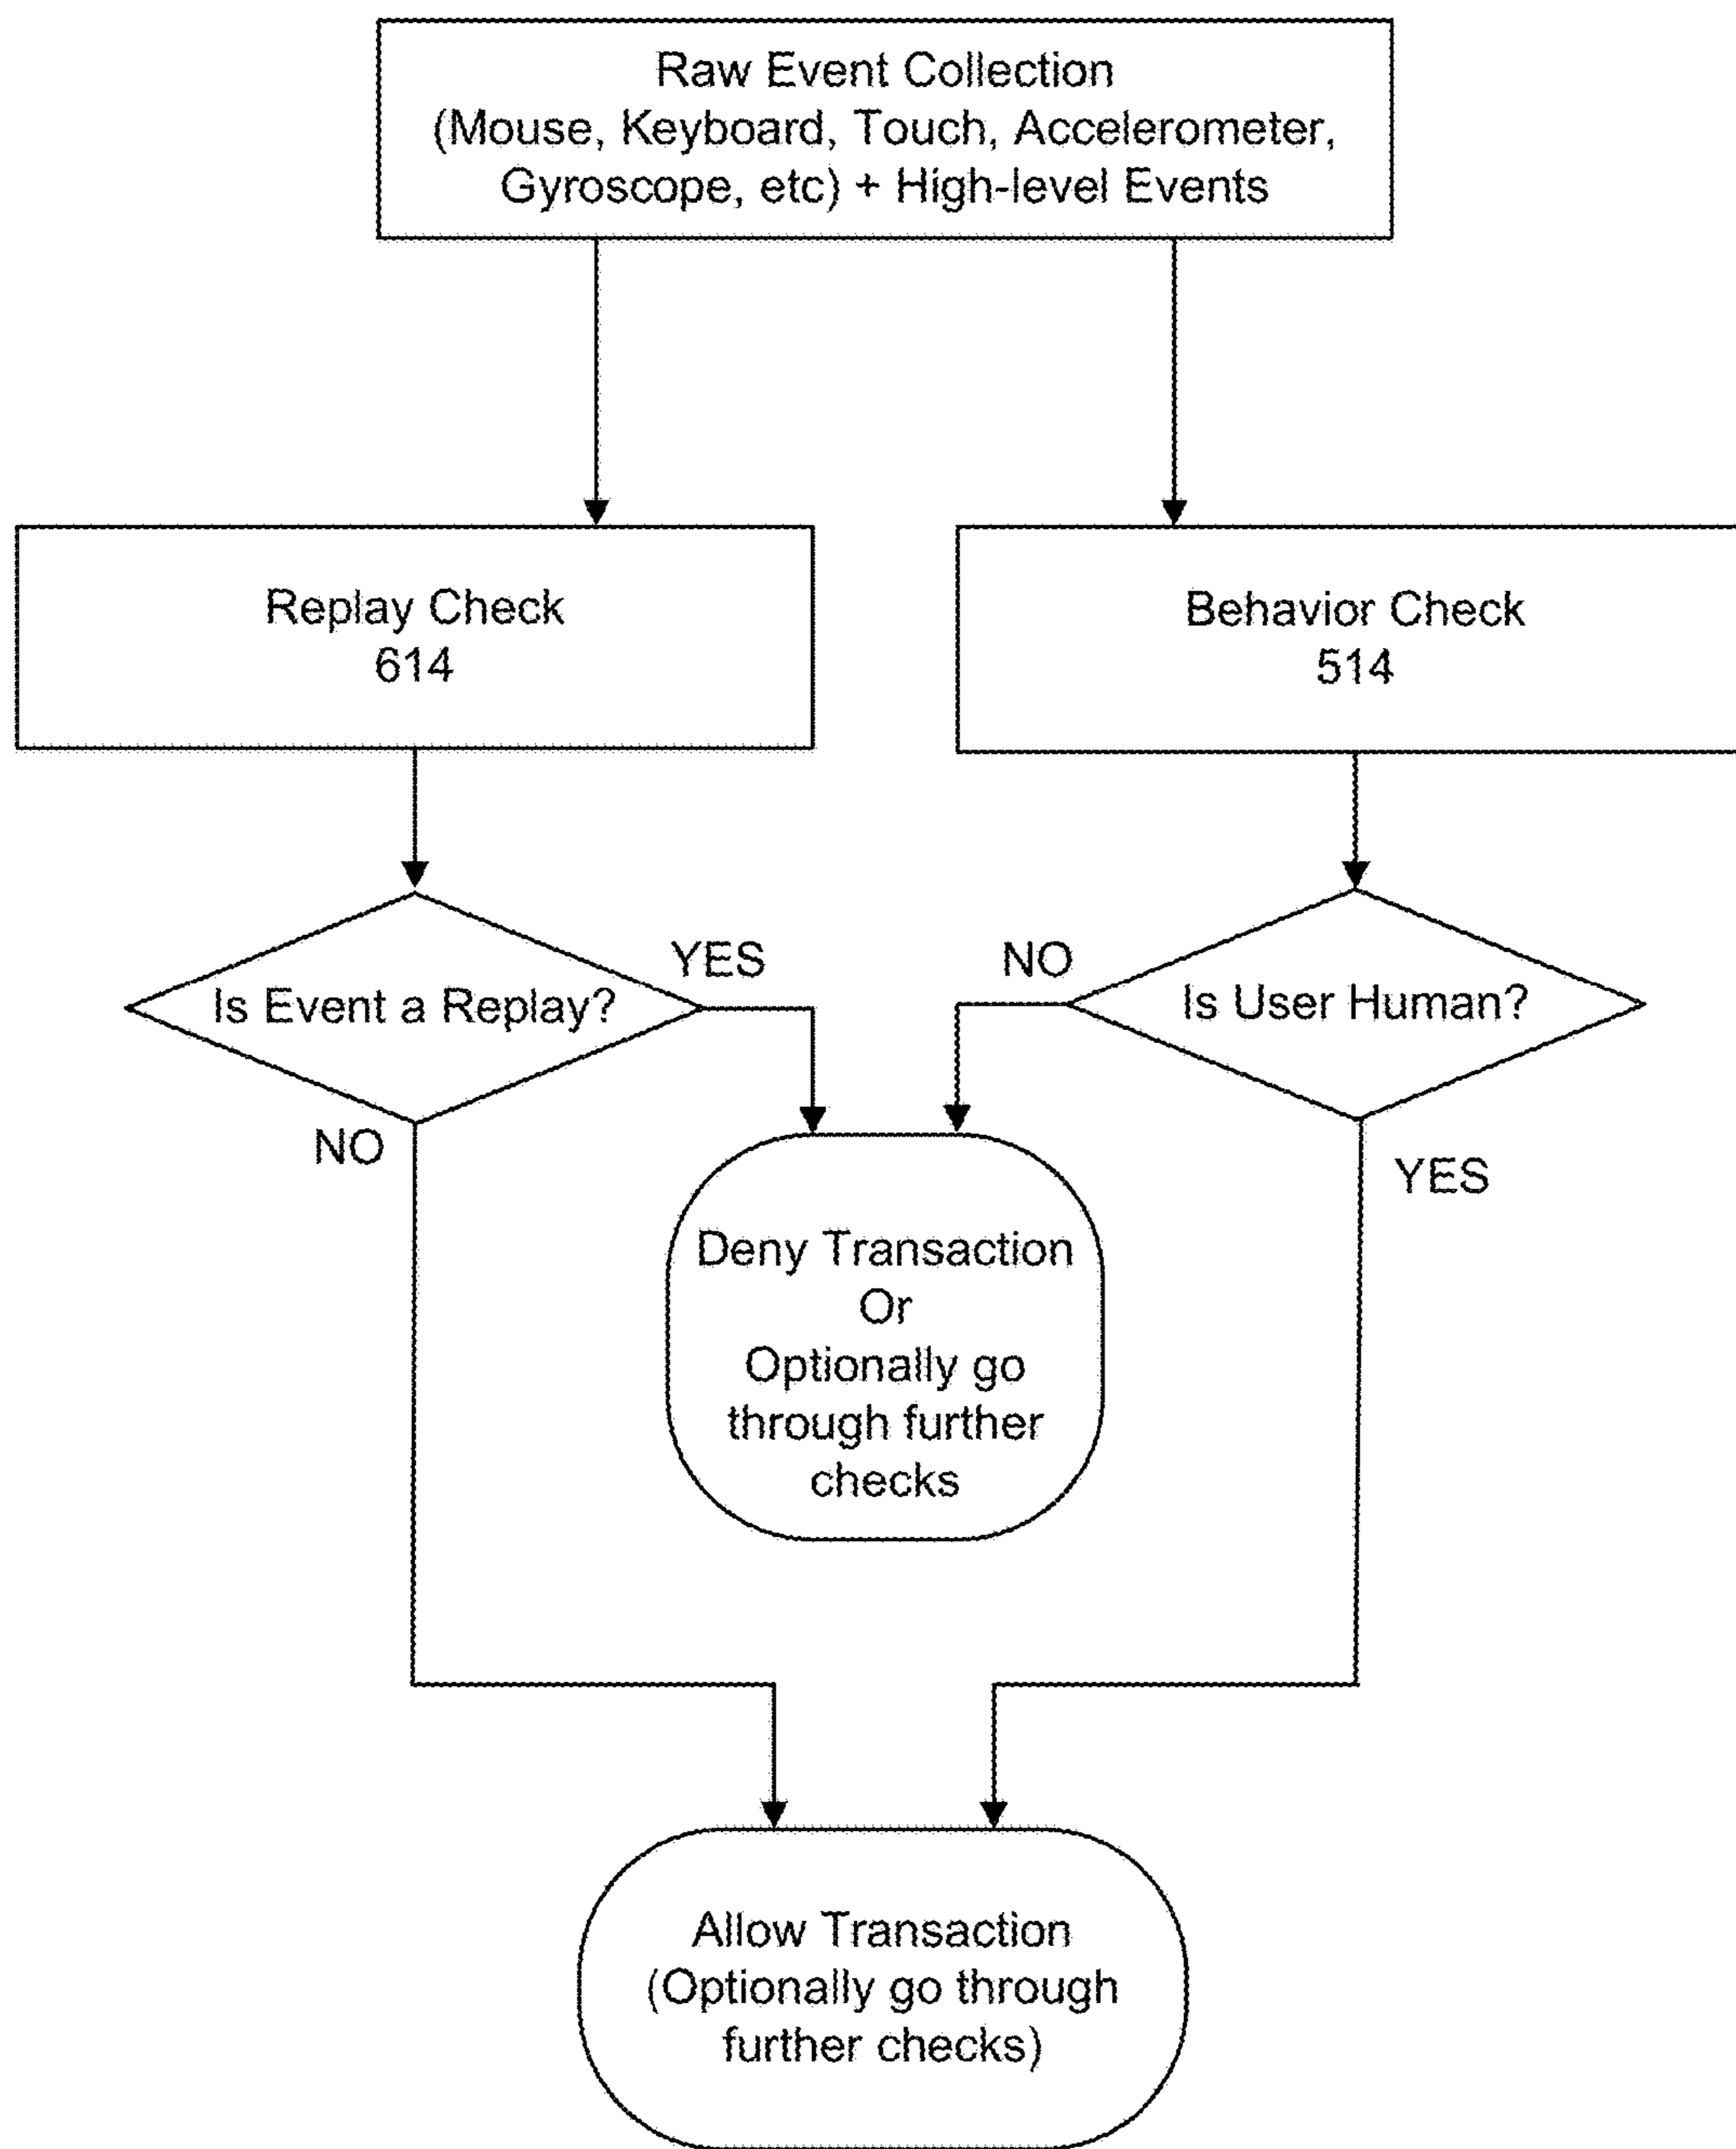 Raw Event Collection
(Mouse, Keyboard, Touch, Accelerometer,
Gyroscope, etc) + High-level Events
Replay Check
614
Behavior Check
514
Is Event a Replay?
YES
NO
NO
Is User Human?
YES
Deny Transaction
Or
Optionally go
through further
checks
Allow Transaction
(Optionally go through
further checks)